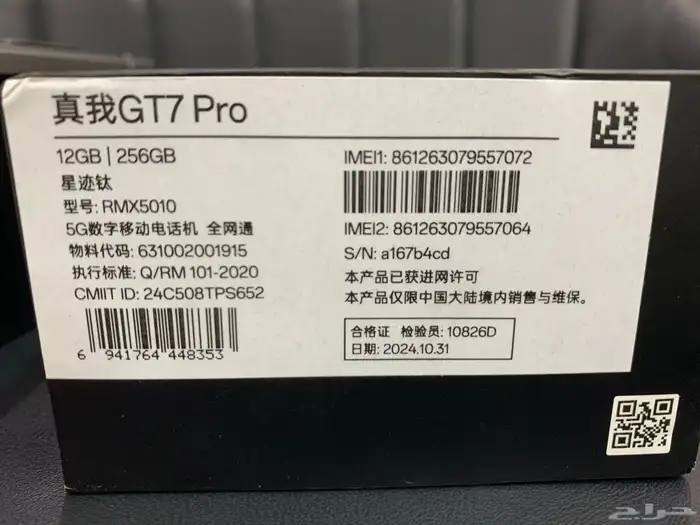 真我GT7 Pro
12GB | 256GB
星迹钛
型号: RMX5010
5G数字移动电话机 全网通
物料代码: 631002001915
执行标准: Q/RM 101-2020
CMIIT ID: 24C508TPS652
6 941764 448353
IMEI1: 861263079557072
IMEI2: 861263079557064
S/N: a167b4cd
本产品已获进网许可
本产品仅限中国大陆境内销售与维保。
合格证 检验员: 10826D
日期: 2024.10.31
حراج